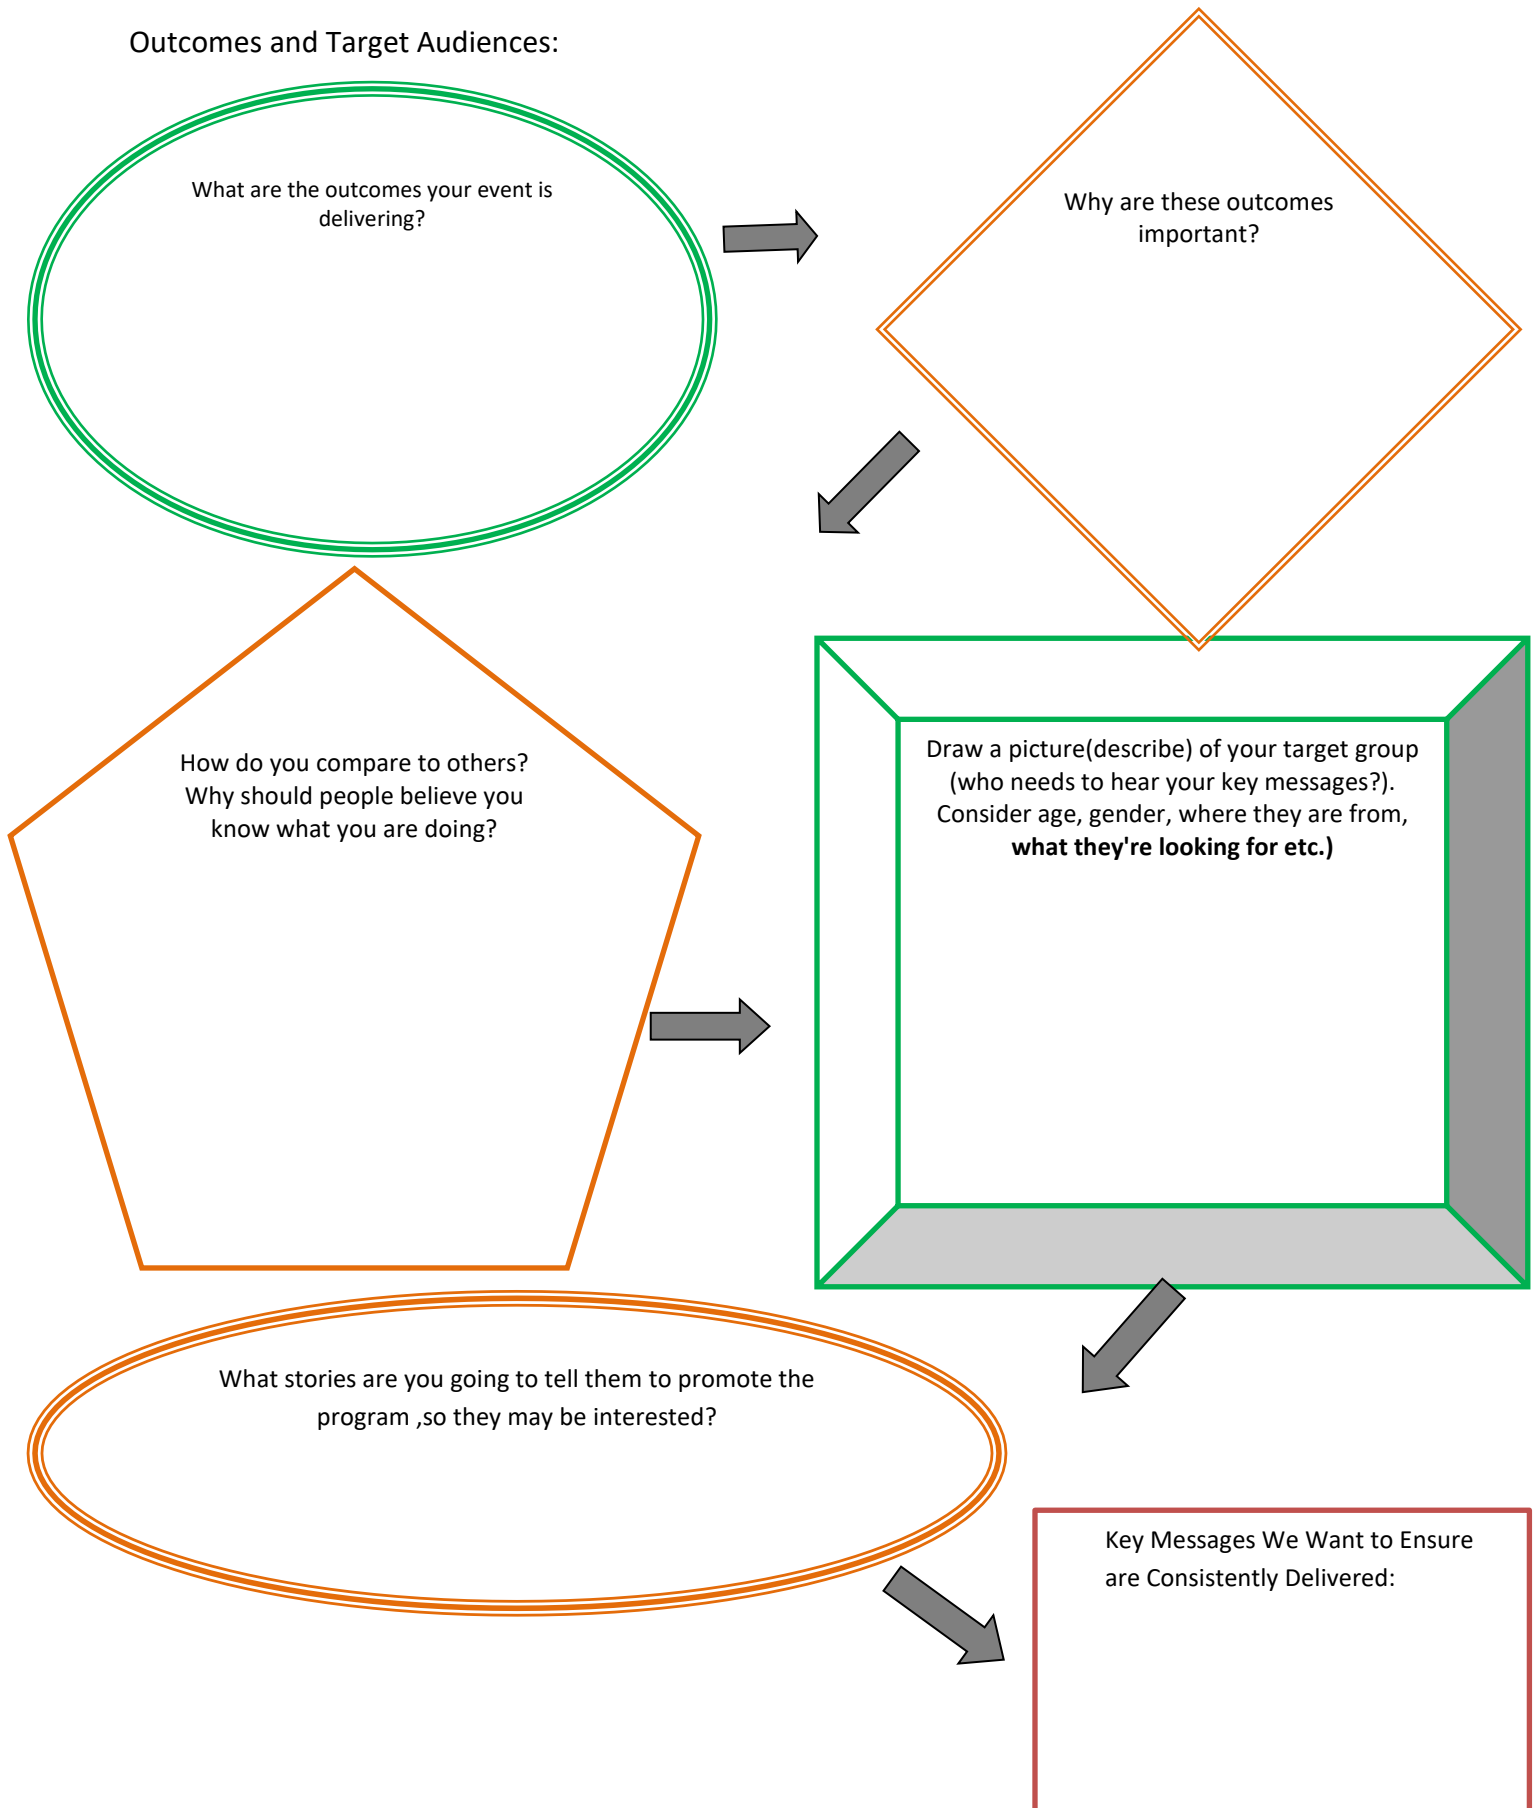 Outcomes and Target Audiences:
What are the outcomes your event is
delivering?
Why are these outcomes
important?
How do you compare to others?
Why should people believe you
know what you are doing?
Draw a picture(describe) of your target group
(who needs to hear your key messages?).
Consider age, gender, where they are from,
what they're looking for etc.)
What stories are you going to tell them to promote the
program ,so they may be interested?
Key Messages We Want to Ensure
are Consistently Delivered: